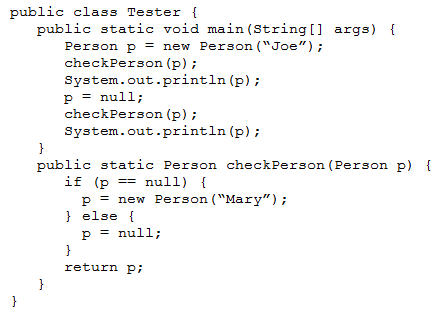 public class Tester {
   public static void main(String[] args) {
      Person p = new Person(“Joe”);
      checkPerson(p);
      System.out.println(p);
      p = null;
      checkPerson(p);
      System.out.println(p);
   }
   public static Person checkPerson(Person p) {
      if (p == null) {
        p = new Person(“Mary”);
      } else {
        p = null;
      }
      return p;
   }
}